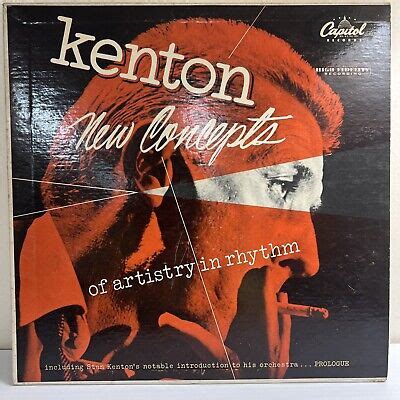 kenton
Capitol
RECORDS
HIGH FIDELITY
RECORDING
New Concepts
of artistry in rhythm
including Stan Kenton's notable introduction to his orchestra... PROLOGUE